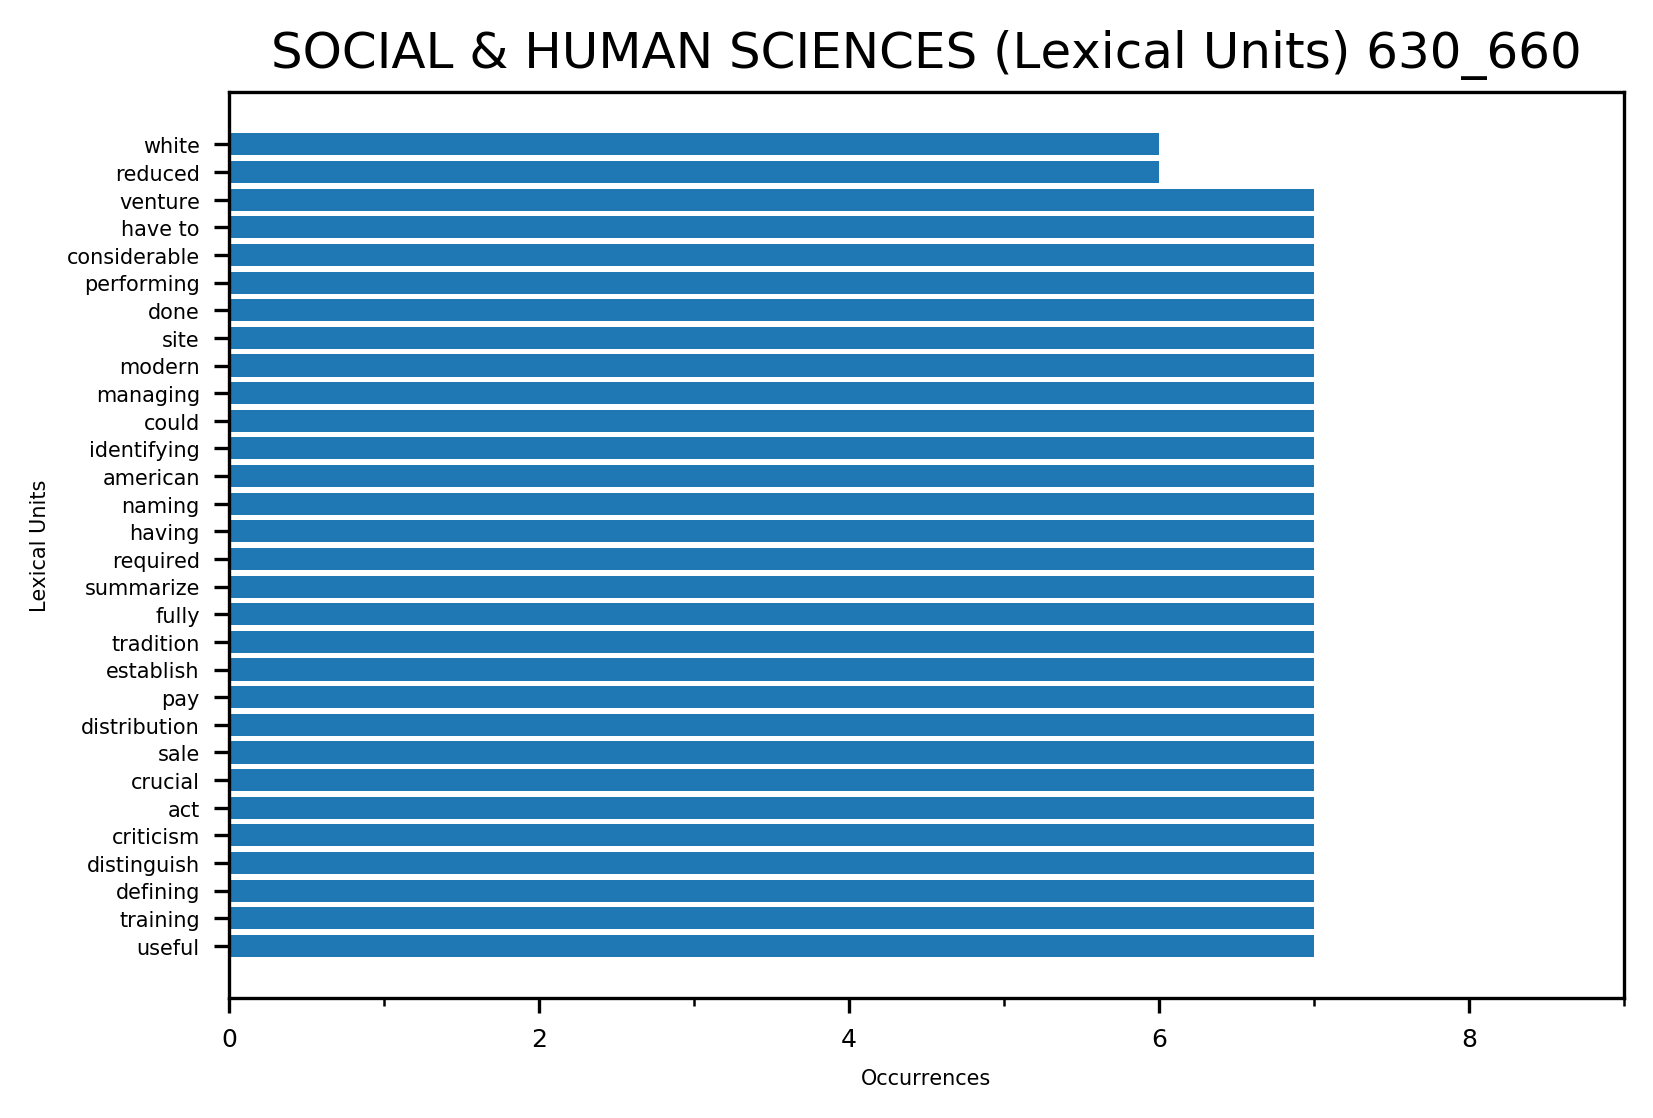 SOCIAL & HUMAN SCIENCES (Lexical Units) 630_660
white
reduced
venture
have to
considerable
performing
done
site
modern
managing
could
identifying
american
naming
having
required
summarize
fully
tradition
establish
pay
distribution
sale
crucial
act
criticism
distinguish
defining
training
useful
Lexical Units
0 2 4 6 8
Occurrences